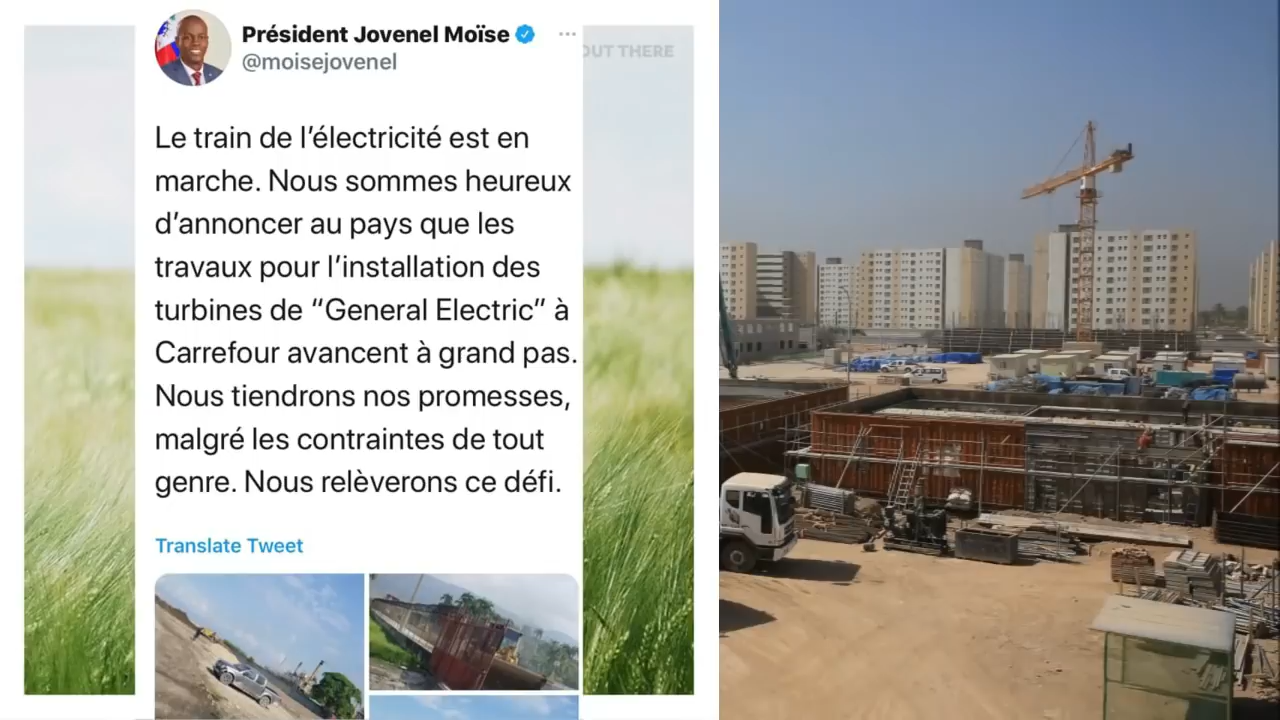 Président Jovenel Moïse
@moisejovenel
OUT THERE
Le train de l’électricité est en
marche. Nous sommes heureux
d’annoncer au pays que les
travaux pour l’installation des
turbines de “General Electric” à
Carrefour avancent à grand pas.
Nous tiendrons nos promesses,
malgré les contraintes de tout
genre. Nous relèverons ce défi.
Translate Tweet